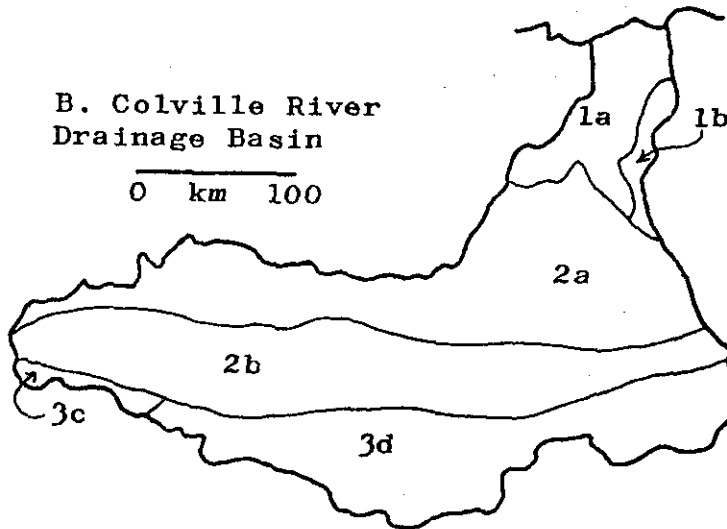 B. Colville River
Drainage Basin
0 km 100
1a
1b
2a
2b
3c
3d